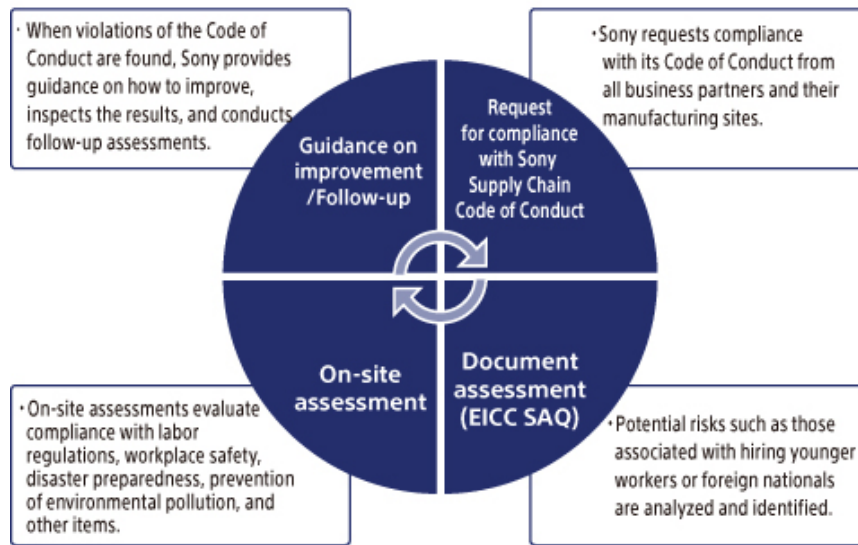 · When violations of the Code of
Conduct are found, Sony provides
guidance on how to improve,
inspects the results, and conducts
follow-up assessments.
· Sony requests compliance
with its Code of Conduct from
all business partners and their
manufacturing sites.
Guidance on
improvement
/Follow-up
Request
for compliance
with Sony
Supply Chain
Code of Conduct
On-site
assessment
Document
assessment
(EICC SAQ)
· On-site assessments evaluate
compliance with labor
regulations, workplace safety,
disaster preparedness, prevention
of environmental pollution, and
other items.
· Potential risks such as those
associated with hiring younger
workers or foreign nationals
are analyzed and identified.